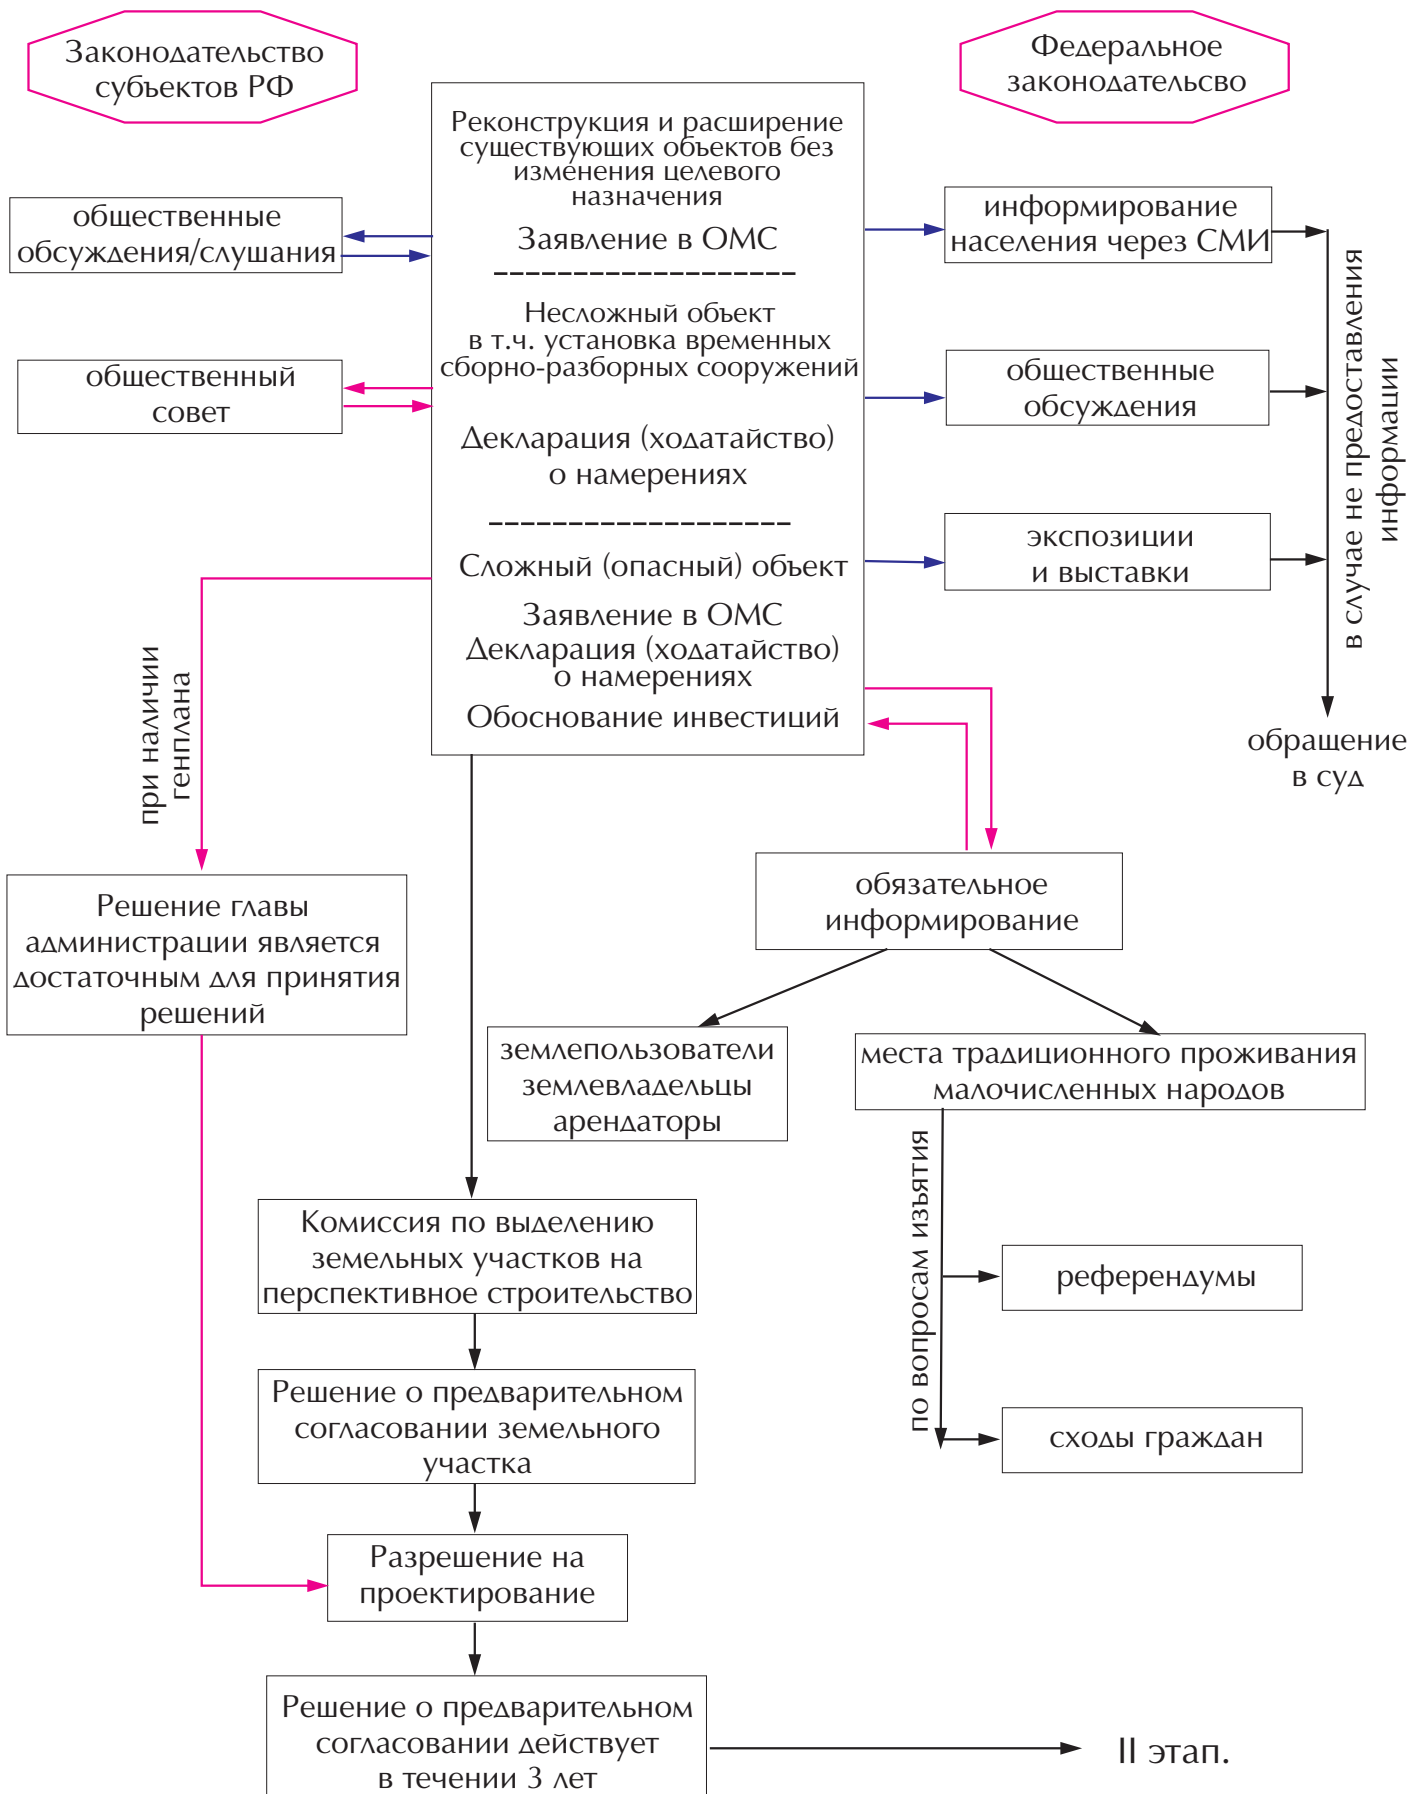 Законодательство
субъектов РФ
Федеральное
законодательсво
Реконструкция и расширение
существующих объектов без
изменения целевого
назначения
Заявление в ОМС
-------------------
Несложный объект
в т.ч. установка временных
сборно-разборных сооружений
Декларация (ходатайство)
о намерениях
-------------------
Сложный (опасный) объект
Заявление в ОМС
Декларация (ходатайство)
о намерениях
Обоснование инвестиций
общественные
обсуждения/слушания
общественный
совет
информирование
населения через СМИ
общественные
обсуждения
экспозиции
и выставки
в случае не предоставления
информации
обращение
в суд
при наличии
генплана
Решение главы
администрации является
достаточным для принятия
решений
обязательное
информирование
землепользователи
землевладельцы
арендаторы
места традиционного проживания
малочисленных народов
по вопросам изъятия
референдумы
сходы граждан
Комиссия по выделению
земельных участков на
перспективное строительство
Решение о предварительном
согласовании земельного
участка
Разрешение на
проектирование
Решение о предварительном
согласовании действует
в течении 3 лет
II этап.